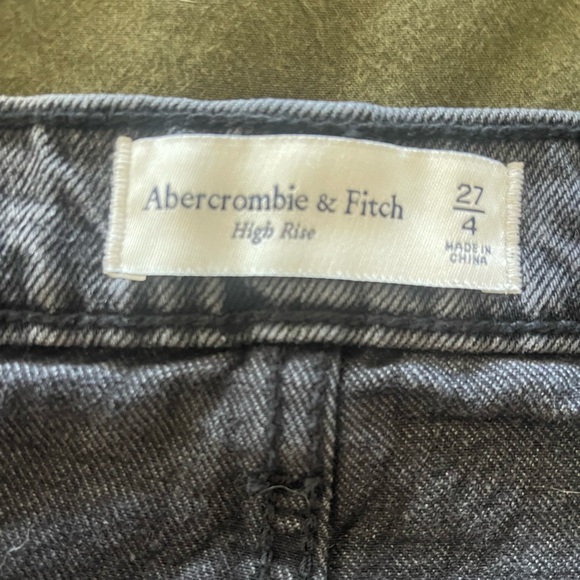 Abercrombie & Fitch
High Rise
27
4
MADE IN
CHINA